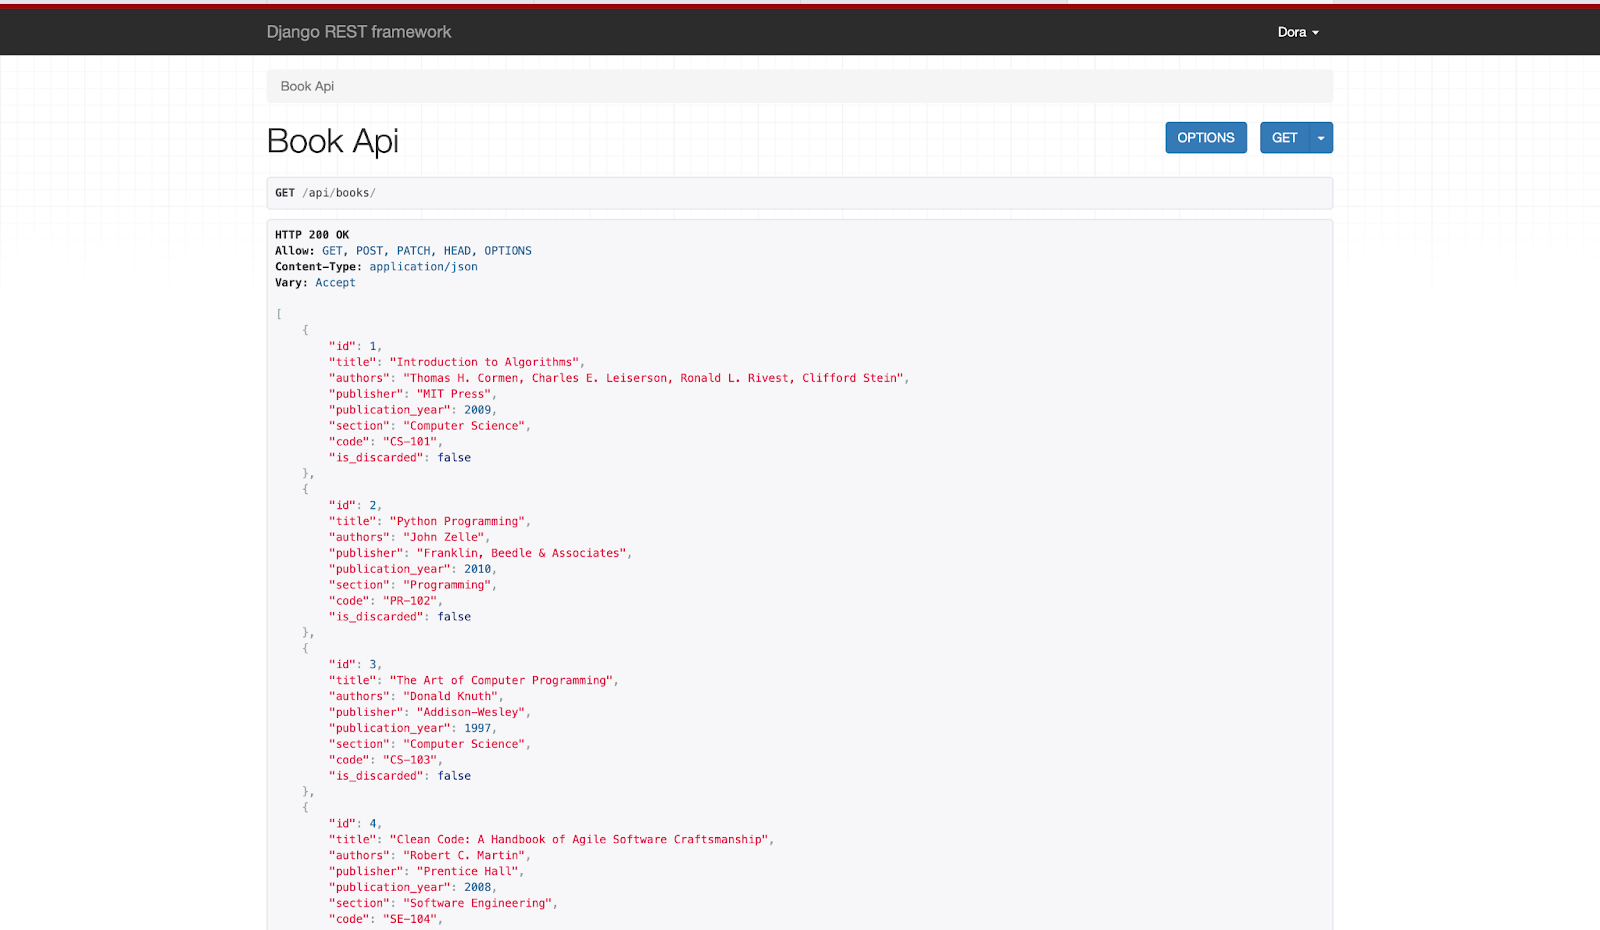 Django REST framework
Dora
Book Api
Book Api
OPTIONS
GET
GET /api/books/
HTTP 200 OK
Allow: GET, POST, PATCH, HEAD, OPTIONS
Content-Type: application/json
Vary: Accept
[
{
"id": 1,
"title": "Introduction to Algorithms",
"authors": "Thomas H. Cormen, Charles E. Leiserson, Ronald L. Rivest, Clifford Stein",
"publisher": "MIT Press",
"publication_year": 2009,
"section": "Computer Science",
"code": "CS-101",
"is_discarded": false
},
{
"id": 2,
"title": "Python Programming",
"authors": "John Zelle",
"publisher": "Franklin, Beedle & Associates",
"publication_year": 2010,
"section": "Programming",
"code": "PR-102",
"is_discarded": false
},
{
"id": 3,
"title": "The Art of Computer Programming",
"authors": "Donald Knuth",
"publisher": "Addison-Wesley",
"publication_year": 1997,
"section": "Computer Science",
"code": "CS-103",
"is_discarded": false
},
{
"id": 4,
"title": "Clean Code: A Handbook of Agile Software Craftsmanship",
"authors": "Robert C. Martin",
"publisher": "Prentice Hall",
"publication_year": 2008,
"section": "Software Engineering",
"code": "SE-104",